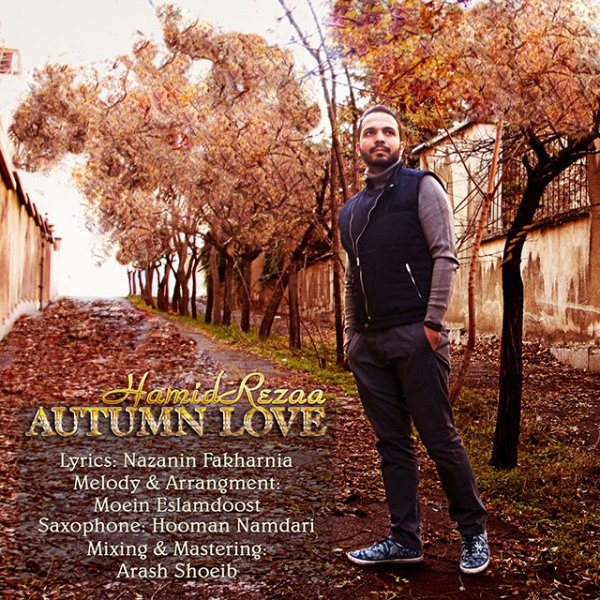 Hamid Rezaa
AUTUMN LOVE
Lyrics: Nazanin Fakharnia
Melody & Arrangment:
Moein Eslamdoost
Saxophone: Hooman Namdari
Mixing & Mastering:
Arash Shoeib